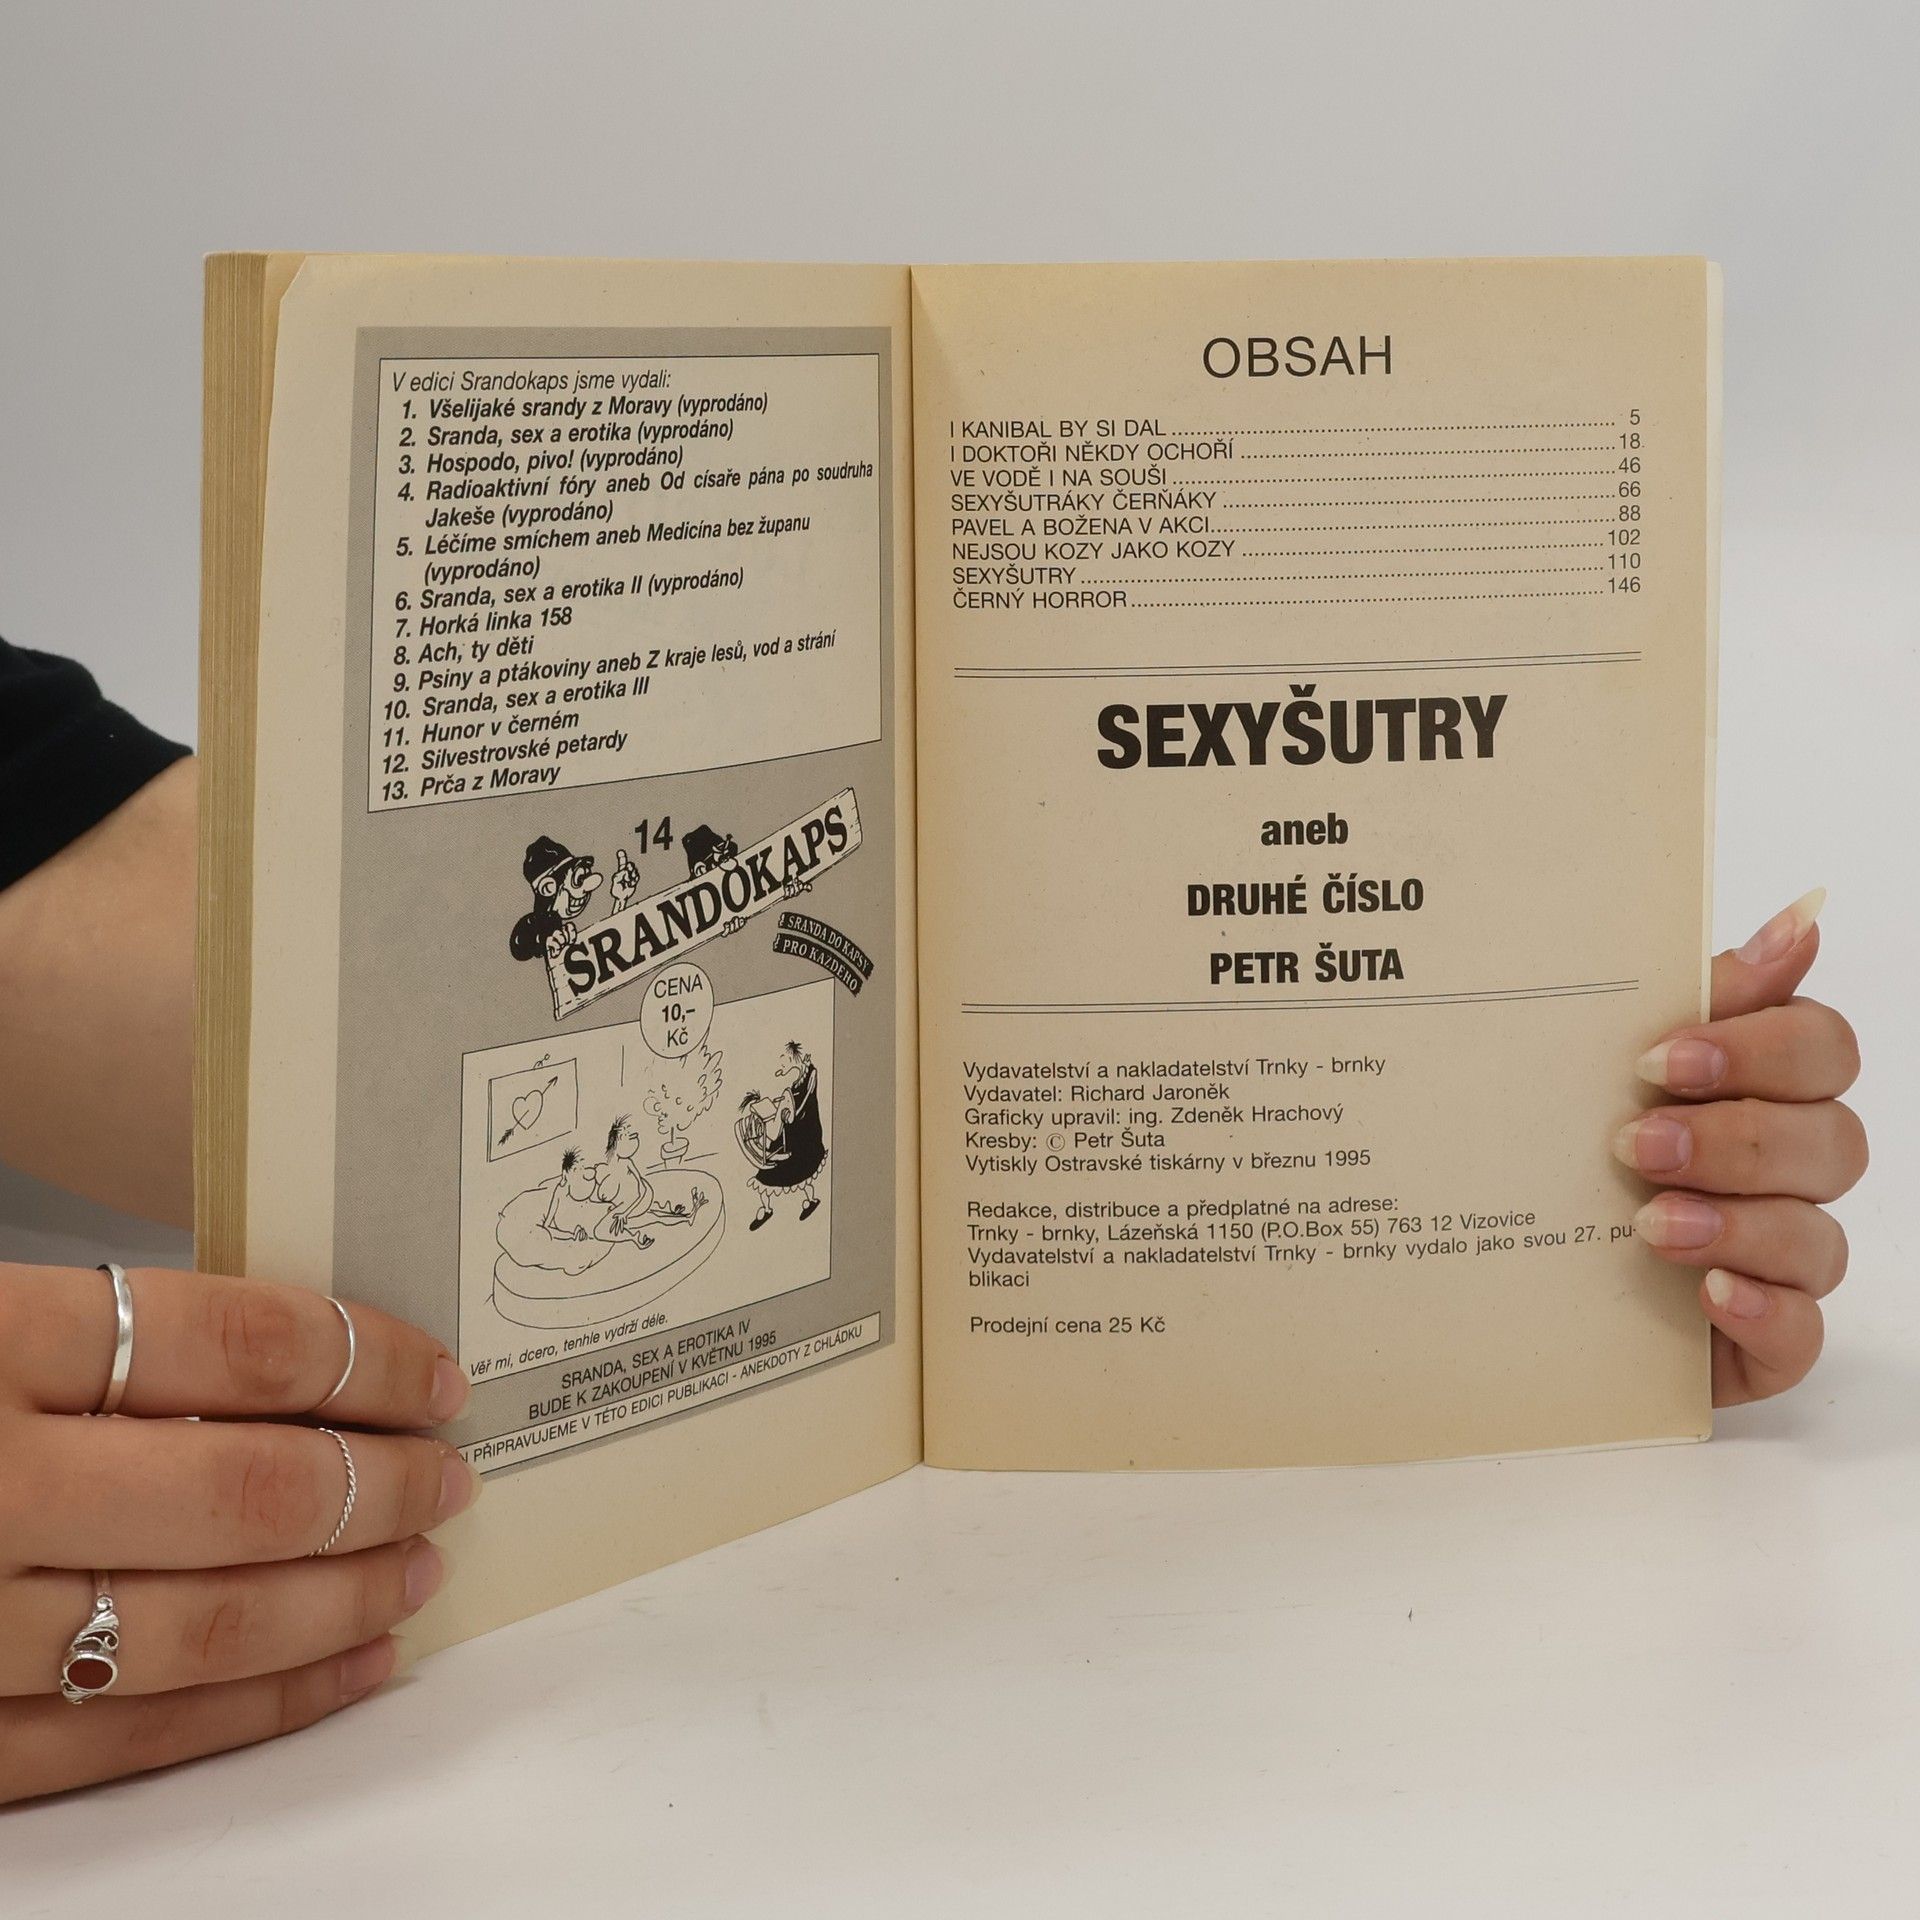 V edici Srandokaps jsme vydali:
1. Všelijaké srandy z Moravy (vyprodáno)
2. Sranda, sex a erotika (vyprodáno)
3. Hospodo, pivo! (vyprodáno)
4. Radioaktivní fóry aneb Od císaře pána po soudruha
Jakeše (vyprodáno)
5. Léčíme smíchem aneb Medicína bez županu
(vyprodáno)
6. Sranda, sex a erotika II (vyprodáno)
7. Horká linka 158
8. Ach, ty děti
9. Psiny a ptákoviny aneb Z kraje lesů, vod a strání
10. Sranda, sex a erotika III
11. Hunor v černém
12. Silvestrovské petardy
13. Prča z Moravy
14
SRANDOKAPS
SRANDA DO KAPSY
PRO KAŽDÉHO
CENA
10,-
Kč
Věř mi, dcero, tenhle vydrží déle.
SRANDA, SEX A EROTIKA IV
BUDE K ZAKOUPENÍ V KVĚTNU 1995
PŘIPRAVUJEME V TÉTO EDICI PUBLIKACI - ANEKDOTY Z CHLÁDKU
OBSAH
I KANIBAL BY SI DAL ... 5
I DOKTOŘI NĚKDY OCHOŘÍ ... 18
VE VODĚ I NA SOUŠI ... 46
SEXYŠUTRÁKY ČERŇÁKY ... 66
PAVEL A BOŽENA V AKCI ... 88
NEJSOU KOZY JAKO KOZY ... 102
SEXYŠUTRY ... 110
ČERNÝ HORROR ... 146
SEXYŠUTRY
aneb
DRUHÉ ČÍSLO
PETR ŠUTA
Vydavatelství a nakladatelství Trnky - brnky
Vydavatel: Richard Jaroněk
Graficky upravil: ing. Zdeněk Hrachový
Kresby: © Petr Šuta
Vytiskly Ostravské tiskárny v březnu 1995
Redakce, distribuce a předplatné na adrese:
Trnky - brnky, Lázeňská 1150 (P.O.Box 55) 763 12 Vizovice
Vydavatelství a nakladatelství Trnky - brnky vydalo jako svou 27. pu-
blikaci
Prodejní cena 25 Kč